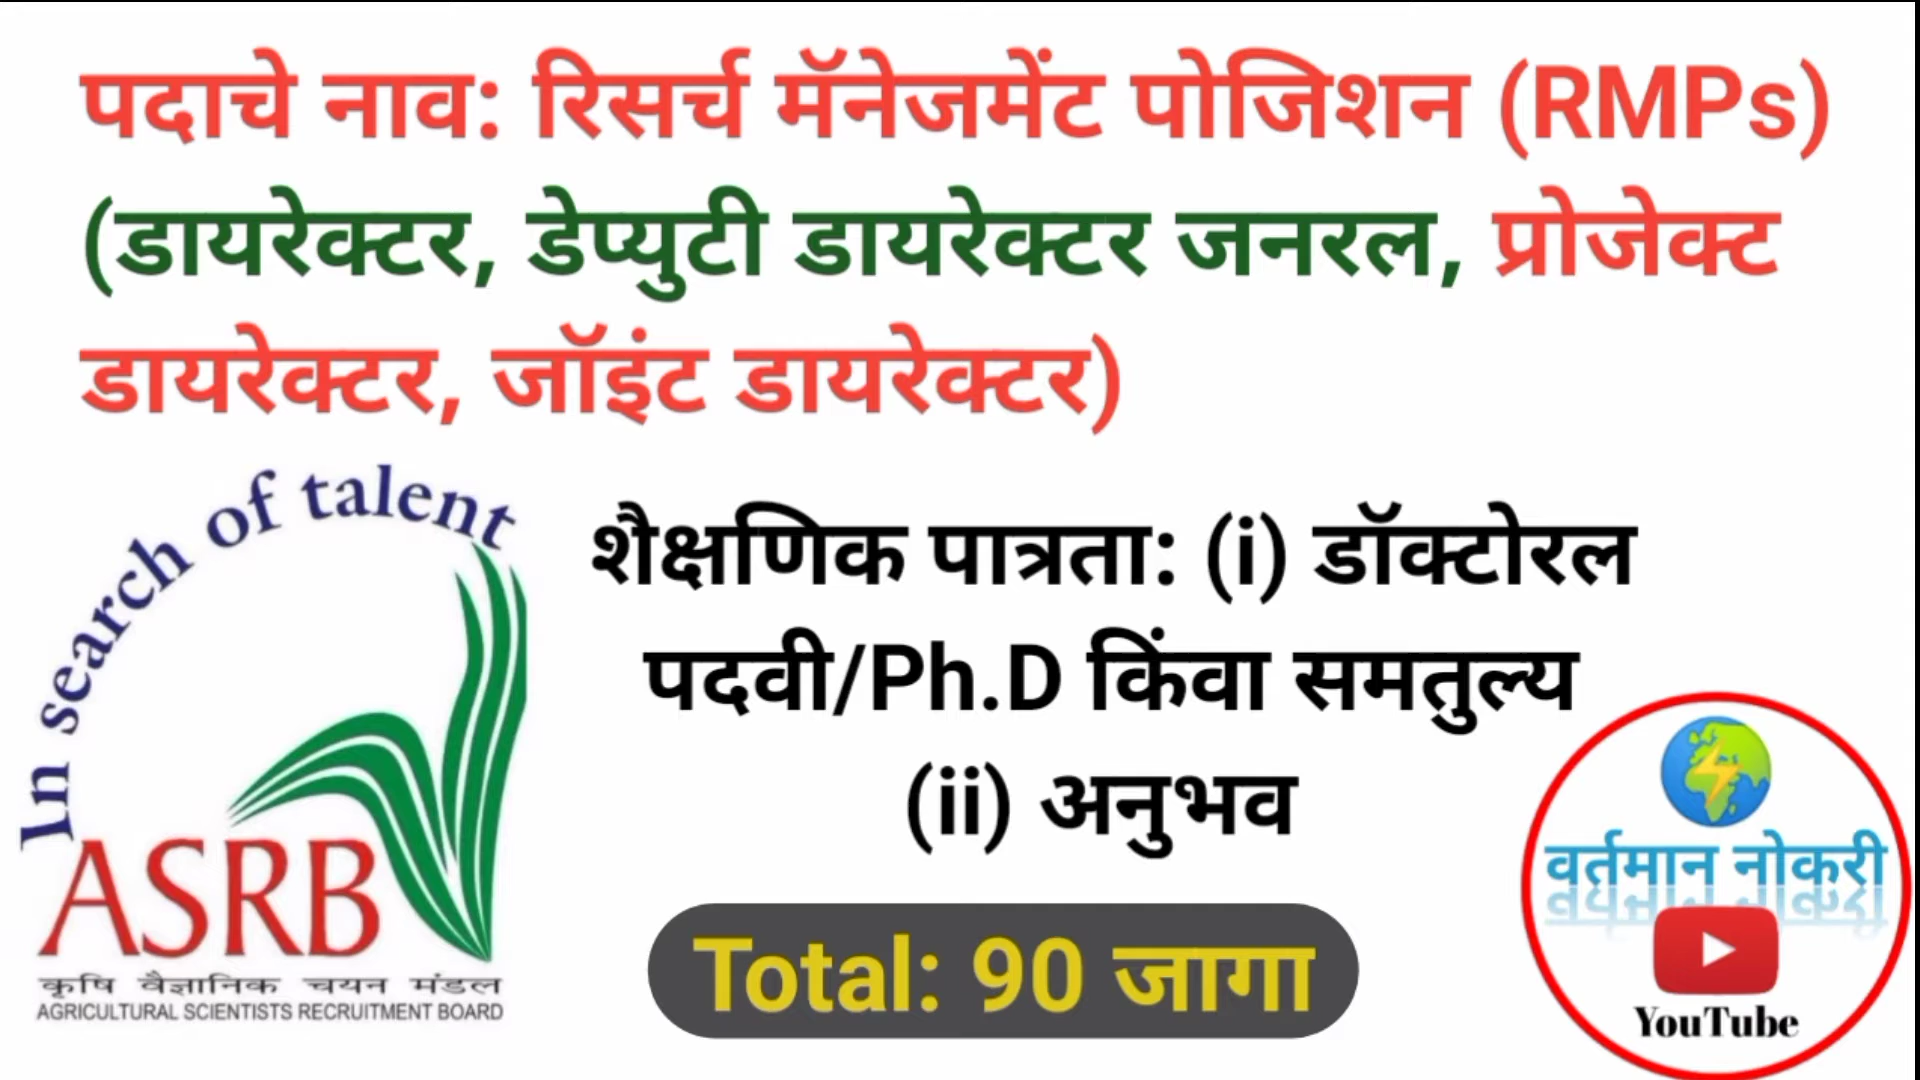 पदाचे नाव: रिसर्च मॅनेजमेंट पोजिशन (RMPs)
(डायरेक्टर, डेप्युटी डायरेक्टर जनरल, प्रोजेक्ट
डायरेक्टर, जॉइंट डायरेक्टर)
In search of talent
ASRB
कृषि वैज्ञानिक चयन मंडल
AGRICULTURAL SCIENTISTS RECRUITMENT BOARD
शैक्षणिक पात्रता: (i) डॉक्टोरल
पदवी/Ph.D किंवा समतुल्य
(ii) अनुभव
Total: 90 जागा
वर्तमान नोकरी
YouTube